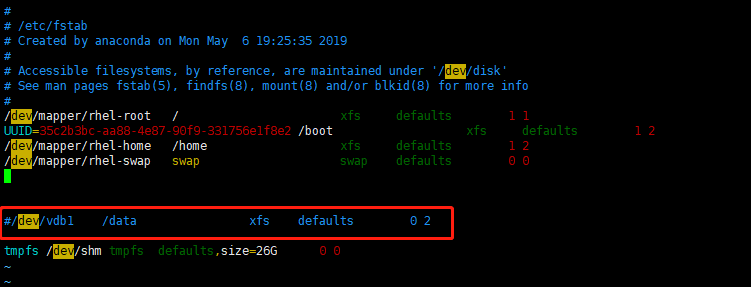 #
# /etc/fstab
# Created by anaconda on Mon May  6 19:25:35 2019
#
# Accessible filesystems, by reference, are maintained under '/dev/disk'
# See man pages fstab(5), findfs(8), mount(8) and/or blkid(8) for more info
#
/dev/mapper/rhel-root   /                       xfs     defaults        1 1
UUID=35c2b3bc-aa88-4e87-90f9-331756e1f8e2 /boot                   xfs     defaults        1 2
/dev/mapper/rhel-home   /home                   xfs     defaults        1 2
/dev/mapper/rhel-swap   swap                    swap    defaults        0 0
#/dev/vdb1    /data             xfs    defaults        0 2
tmpfs /dev/shm tmpfs  defaults,size=26G      0 0
~
~